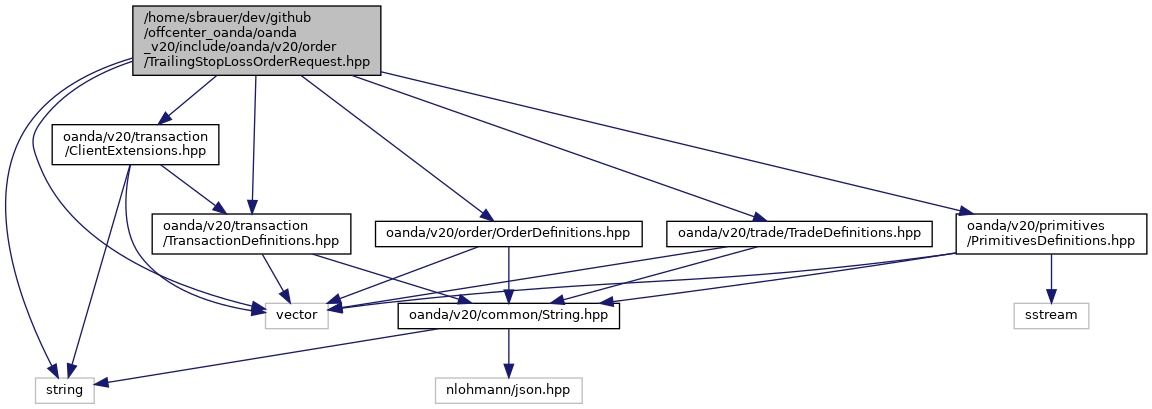 /home/sbrauer/dev/github
/offcenter_oanda/oanda
_v20/include/oanda/v20/order
/TrailingStopLossOrderRequest.hpp
oanda/v20/transaction
/ClientExtensions.hpp
oanda/v20/transaction
/TransactionDefinitions.hpp
oanda/v20/order/OrderDefinitions.hpp
oanda/v20/trade/TradeDefinitions.hpp
oanda/v20/primitives
/PrimitivesDefinitions.hpp
vector
oanda/v20/common/String.hpp
sstream
string
nlohmann/json.hpp